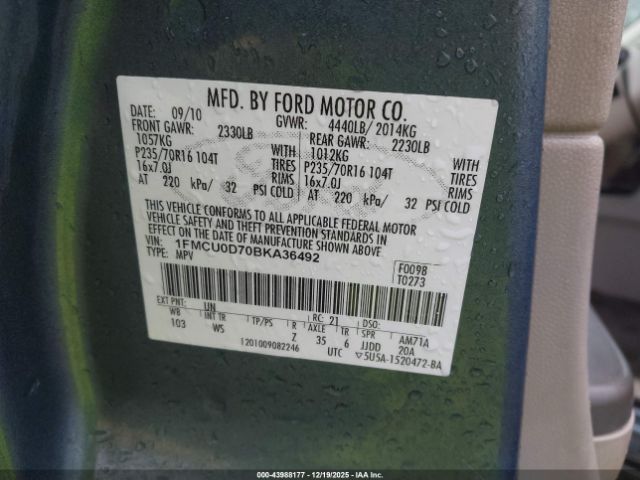 MFD. BY FORD MOTOR CO.
DATE: 09/10 GVWR: 4440LB/ 2014KG
FRONT GAWR: 2330LB REAR GAWR: 2230LB
1057KG WITH 1012KG WITH
P235/70R16 104T TIRES P235/70R16 104T TIRES
16x7.0J RIMS 16x7.0J RIMS
AT 220 kPa/ 32 PSI COLD AT 220 kPa/ 32 PSI COLD
THIS VEHICLE CONFORMS TO ALL APPLICABLE FEDERAL MOTOR
VEHICLE SAFETY AND THEFT PREVENTION STANDARDS IN
EFFECT ON THE DATE OF MANUFACTURE SHOWN ABOVE.
VIN: 1FMCU0D70BKA36492
TYPE: MPV
F0098
T0273
EXT PNT: UN RC: 21 DSO:
WB INT TR TP/PS R AXLE TR SPR AM71A
103 WS Z 35 6 JJDD 20A
1201009082246 UTC 5U5A-1520472-BA
000-43988177 - 12/19/2025 - IAAI.CA